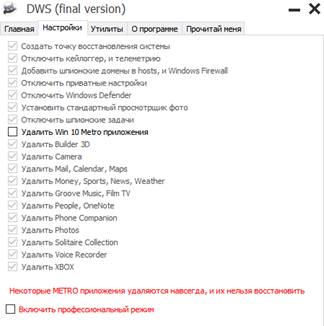 DWS (final version)
Главная Настройки Утилиты О программе Прочитай меня
Создать точку восстановления системы
Отключить кейлоггер, и телеметрию
Добавить шпионские домены в hosts, и Windows Firewall
Отключить приватные настройки
Отключить Windows Defender
Установить стандартный просмотрщик фото
Отключить шпионские задачи
Удалить Win 10 Metro приложения
Удалить Builder 3D
Удалить Camera
Удалить Mail, Calendar, Maps
Удалить Money, Sports, News, Weather
Удалить Groove Music, Film TV
Удалить People, OneNote
Удалить Phone Companion
Удалить Photos
Удалить Solitaire Collection
Удалить Voice Recorder
Удалить XBOX
Некоторые METRO приложения удаляются навсегда, и их нельзя восстановить
Включить профессиональный режим